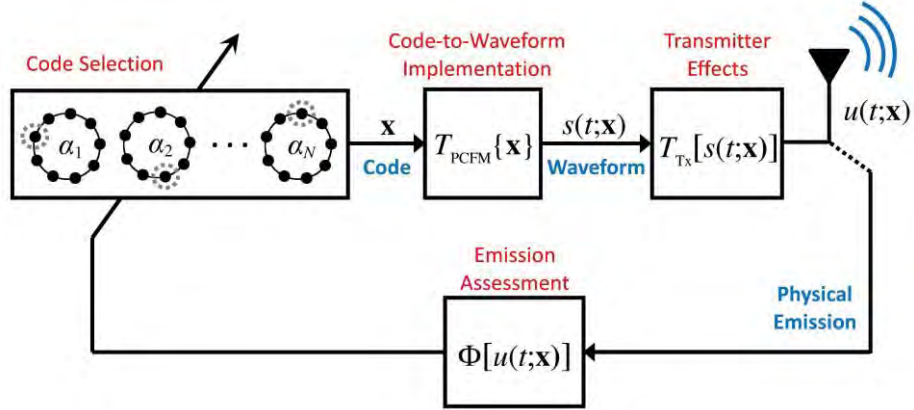 Code Selection
α1
α2
...
αN
x
Code
Code-to-Waveform
Implementation
T_PCFM{x}
s(t;x)
Waveform
Transmitter
Effects
T_Tx[s(t;x)]
u(t;x)
Physical
Emission
Emission
Assessment
Φ[u(t;x)]